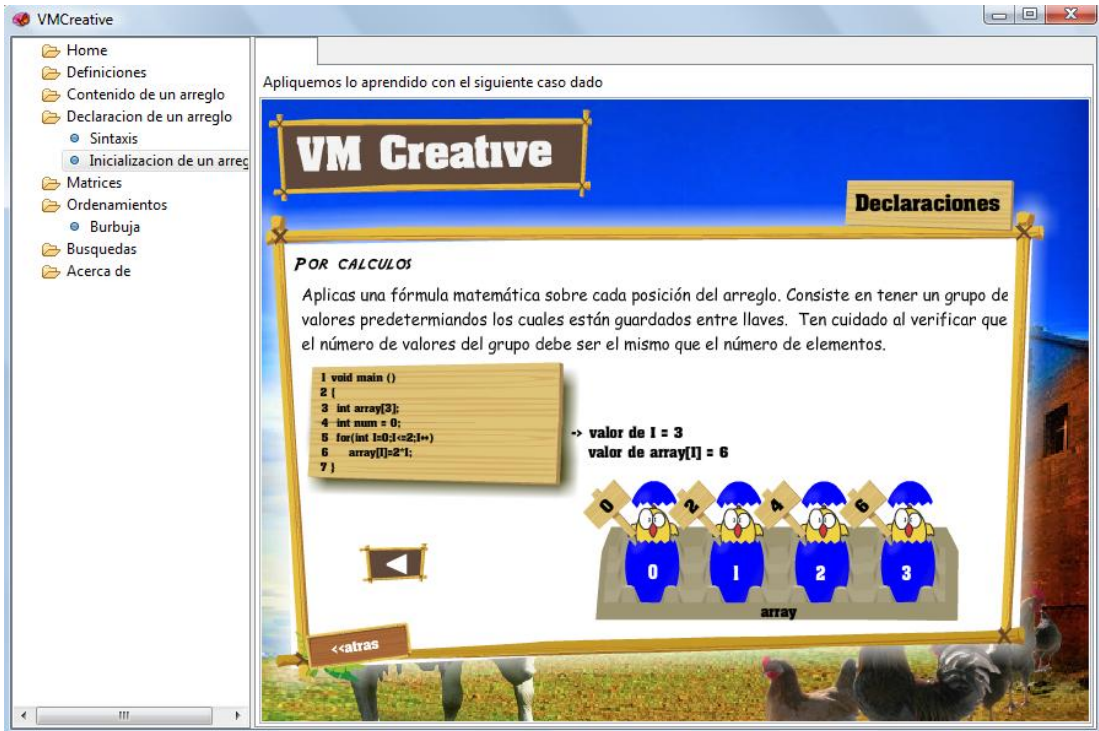 VMCreative
Home
Definiciones
Contenido de un arreglo
Declaracion de un arreglo
Sintaxis
Inicializacion de un arreg
Matrices
Ordenamientos
Burbuja
Busquedas
Acerca de
Apliquemos lo aprendido con el siguiente caso dado
VM Creative
Declaraciones
POR CALCULOS
Aplicas una fórmula matemática sobre cada posición del arreglo. Consiste en tener un grupo de
valores predetermiandos los cuales están guardados entre llaves. Ten cuidado al verificar que
el número de valores del grupo debe ser el mismo que el número de elementos.
1 void main ()
2 {
3 int array[3];
4 int num = 0;
5 for(int I=0;I<=2;I++)
6 array[I]=2*I;
7 }
-> valor de I = 3
valor de array[I] = 6
0 2 4 6
0 1 2 3
array
<<atras